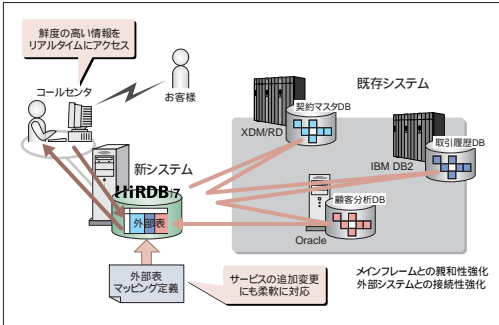 鮮度の高い情報を
リアルタイムにアクセス
コールセンタ
お客様
既存システム
契約マスタDB
XDM/RD
取引履歴DB
IBM DB2
新システム
HiRDB 7
外部表
顧客分析DB
Oracle
外部表
マッピング定義
サービスの追加変更
にも柔軟に対応
メインフレームとの親和性強化
外部システムとの接続性強化